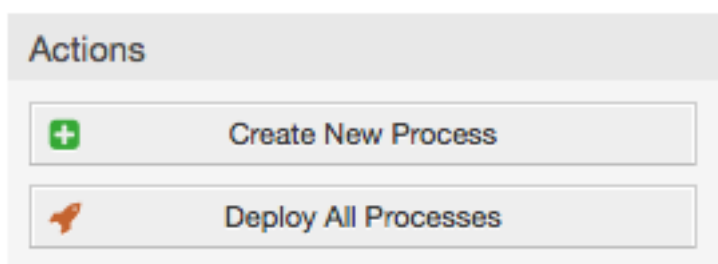 Actions
Create New Process
Deploy All Processes